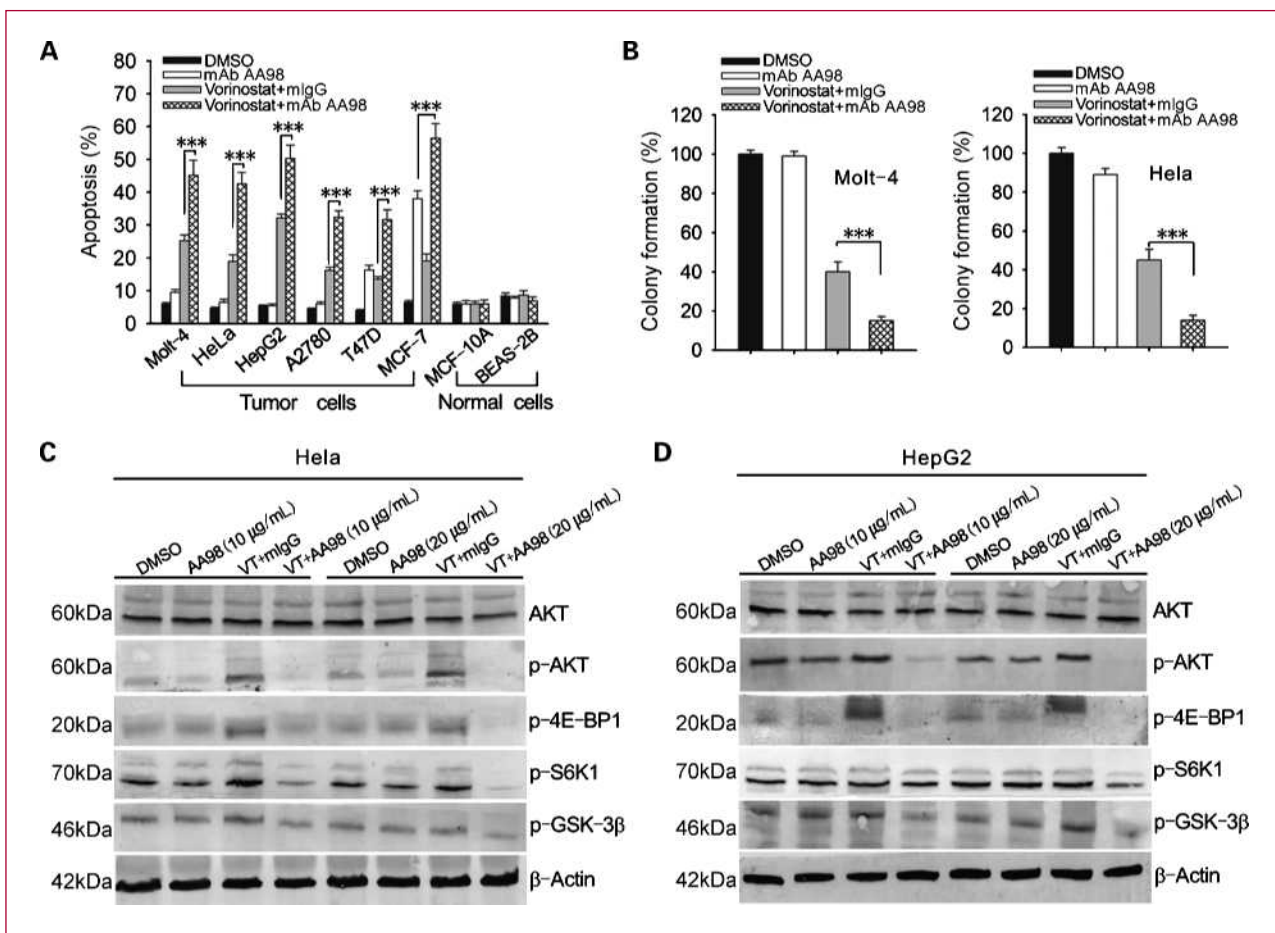 A
DMSO
mAb AA98
Vorinostat+mIgG
Vorinostat+mAb AA98
Apoptosis (%)
80
70
60
50
40
30
20
10
0
***
***
***
***
***
***
Molt-4
HeLa
HepG2
A2780
T47D
MCF-7
MCF-10A
BEAS-2B
Tumor cells
Normal cells
B
DMSO
mAb AA98
Vorinostat+mIgG
Vorinostat+mAb AA98
Colony formation (%)
120
100
80
60
40
20
0
Molt-4
***
DMSO
mAb AA98
Vorinostat+mIgG
Vorinostat+mAb AA98
Colony formation (%)
120
100
80
60
40
20
0
Hela
***
C
Hela
DMSO
AA98 (10 μg/mL)
VT+mIgG
VT+AA98 (10 μg/mL)
DMSO
AA98 (20 μg/mL)
VT+mIgG
VT+AA98 (20 μg/mL)
60kDa AKT
60kDa p-AKT
20kDa p-4E-BP1
70kDa p-S6K1
46kDa p-GSK-3β
42kDa β-Actin
D
HepG2
DMSO
AA98 (10 μg/mL)
VT+mIgG
VT+AA98 (10 μg/mL)
DMSO
AA98 (20 μg/mL)
VT+mIgG
VT+AA98 (20 μg/mL)
60kDa AKT
60kDa p-AKT
20kDa p-4E-BP1
70kDa p-S6K1
46kDa p-GSK-3β
42kDa β-Actin